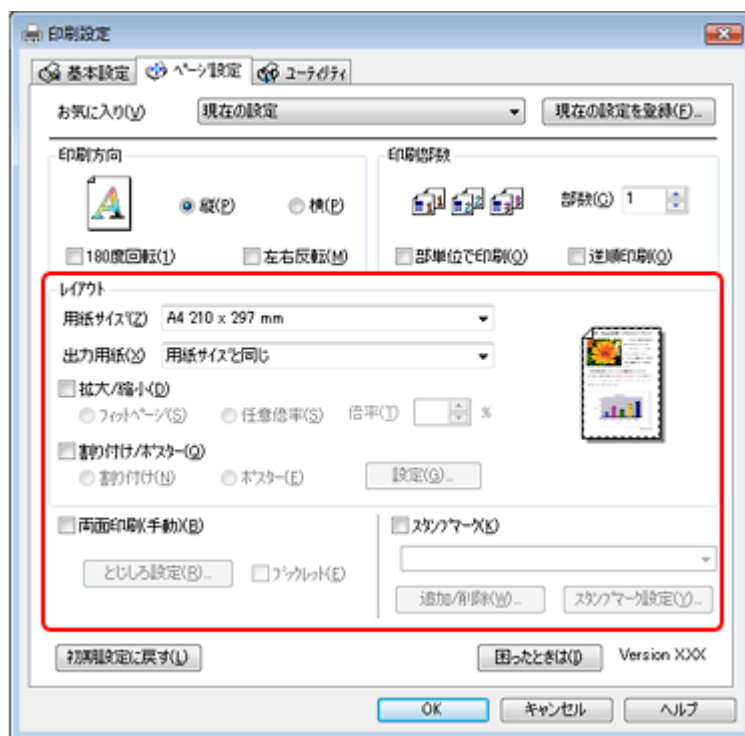 印刷設定
基本設定 ページ設定 ユーティリティ
お気に入り(V) 現在の設定 現在の設定を登録(F)...
印刷方向 印刷部数
縦(P) 横(P) 部数(C) 1
180度回転(1) 左右反転(M) 部単位で印刷(O) 逆順印刷(O)
レイアウト
用紙サイズ(Z) A4 210 x 297 mm
出力用紙(X) 用紙サイズと同じ
拡大/縮小(D)
フィットページ(S) 任意倍率(S) 倍率(T) %
割り付け/ポスター(O)
割り付け(N) ポスター(E) 設定(G)...
両面印刷(手動)(B) スタンプマーク(K)
とじしろ設定(R)... ブックレット(E)
追加/削除(W)... スタンプマーク設定(Y)...
初期設定に戻す(L) 困ったときは(I) Version XXX
OK キャンセル ヘルプ